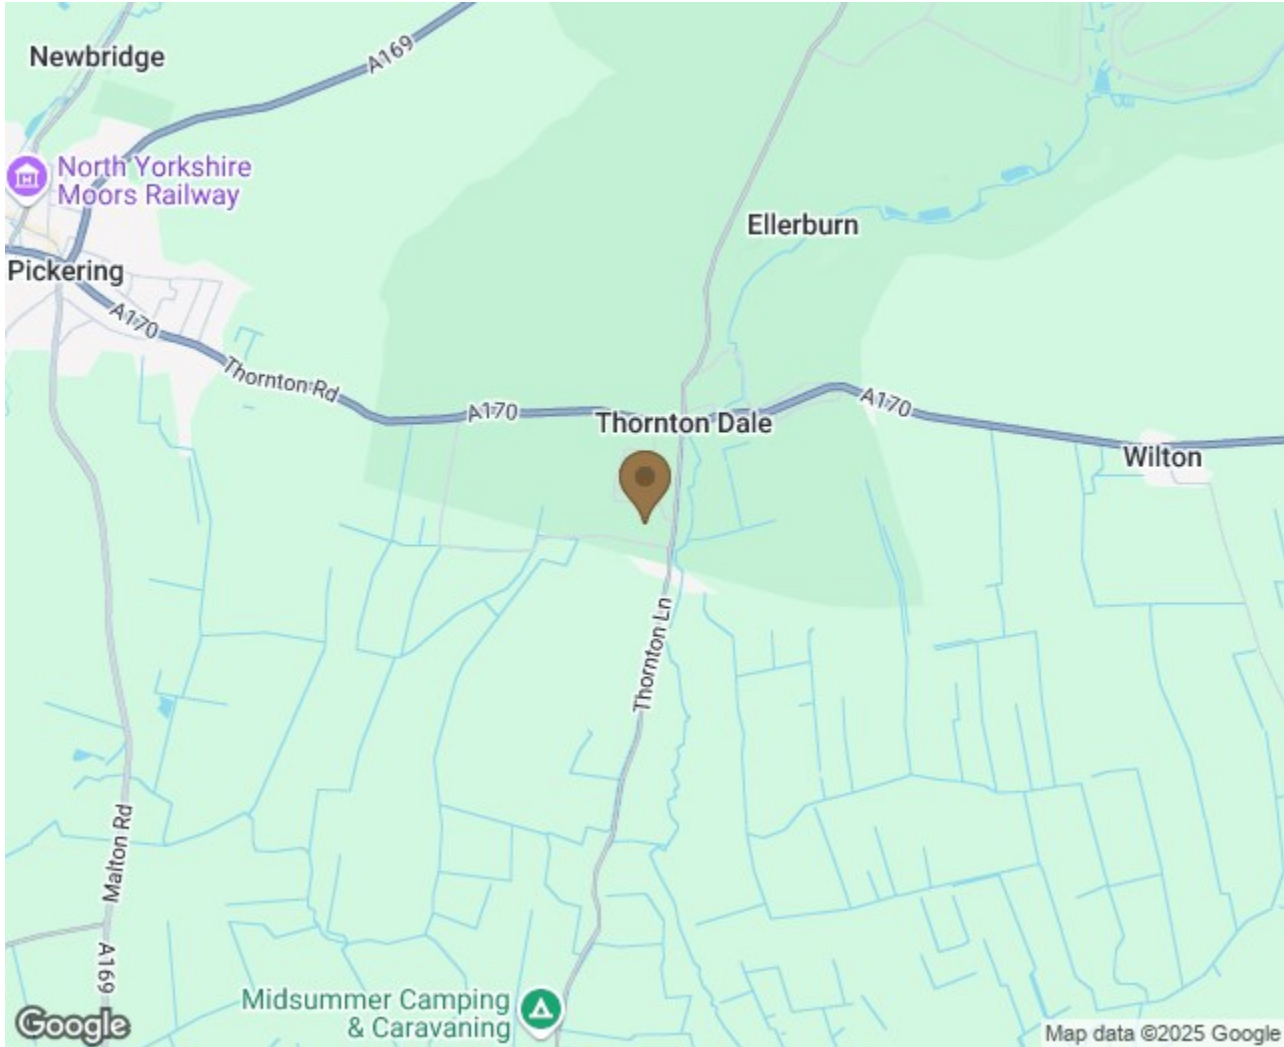 Newbridge
A169
North Yorkshire
Moors Railway
Ellerburn
Pickering
A170
Thornton Rd
A170
A170
Thornton Dale
Wilton
Thornton Ln
Malton Rd
A169
Midsummer Camping
& Caravaning
Google
Map data ©2025 Google